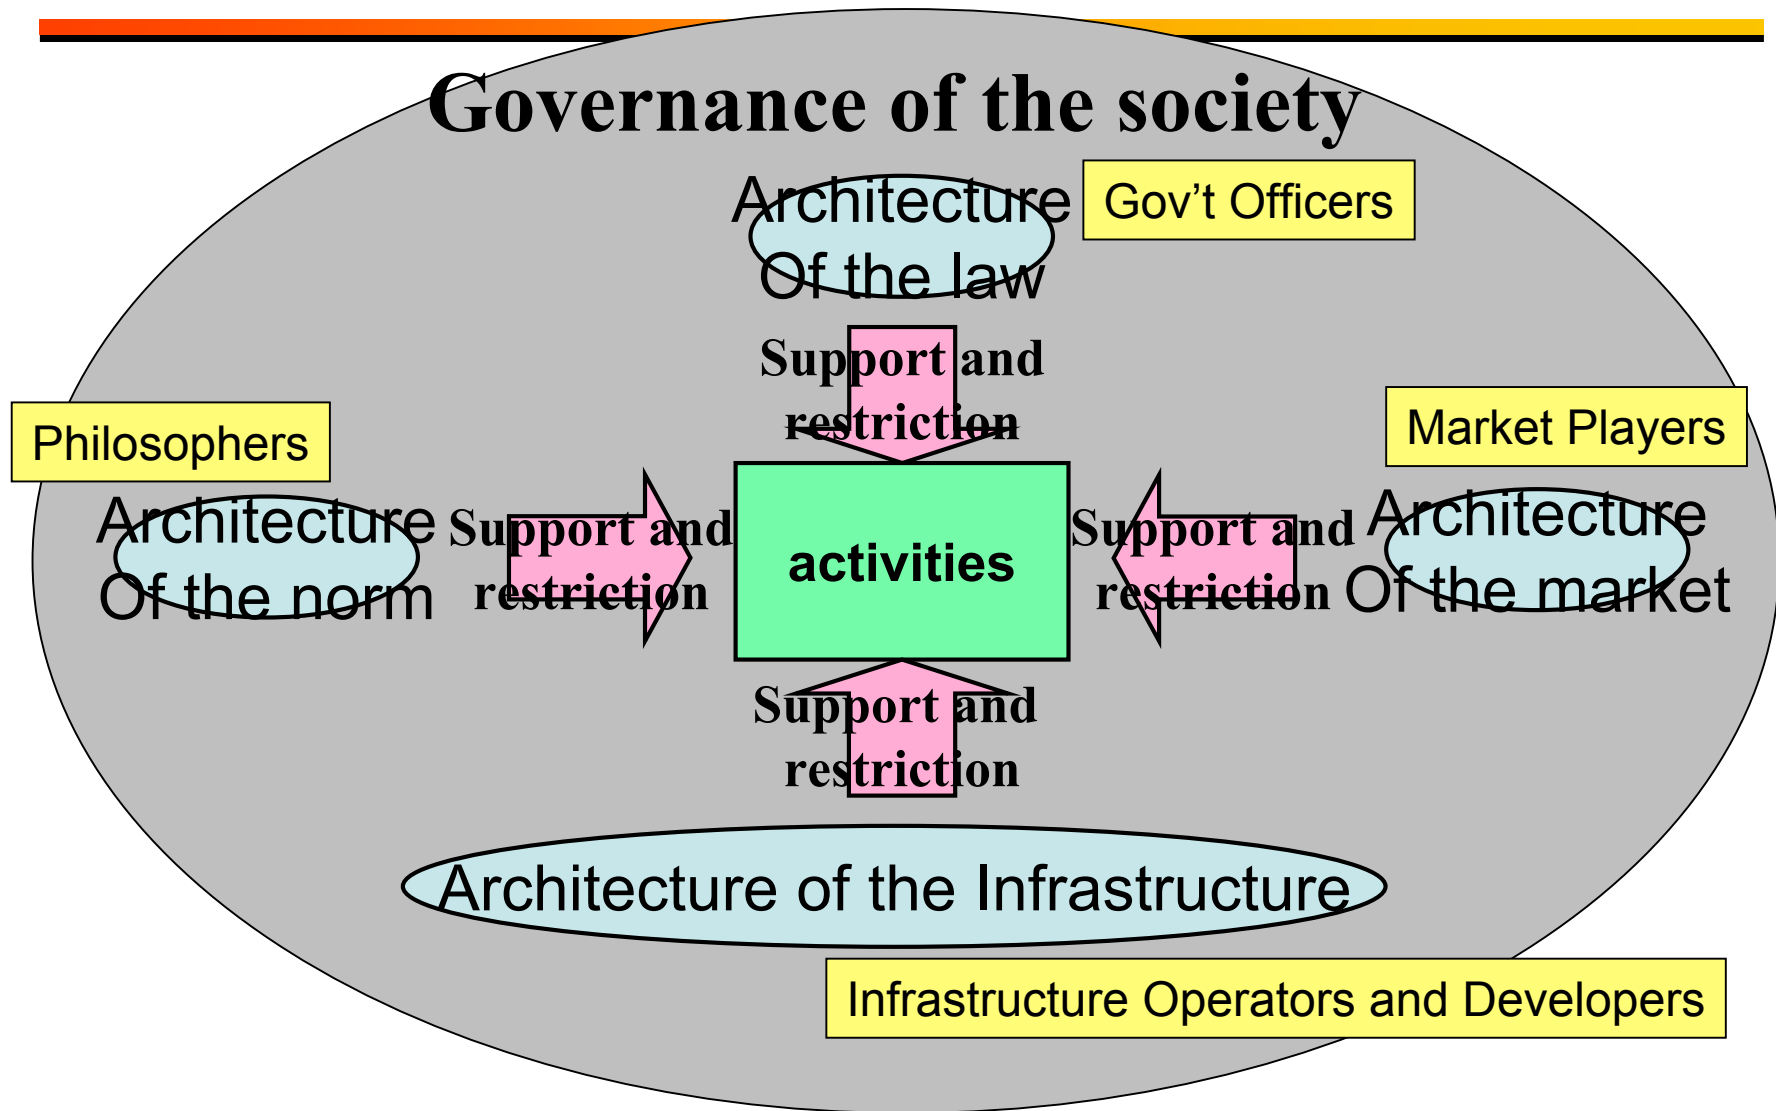 Governance of the society
Architecture
Of the law
Gov't Officers
Support and
restriction
Philosophers
Market Players
Architecture
Of the norm
Support and
restriction
activities
Support and
restriction
Architecture
Of the market
Support and
restriction
Architecture of the Infrastructure
Infrastructure Operators and Developers